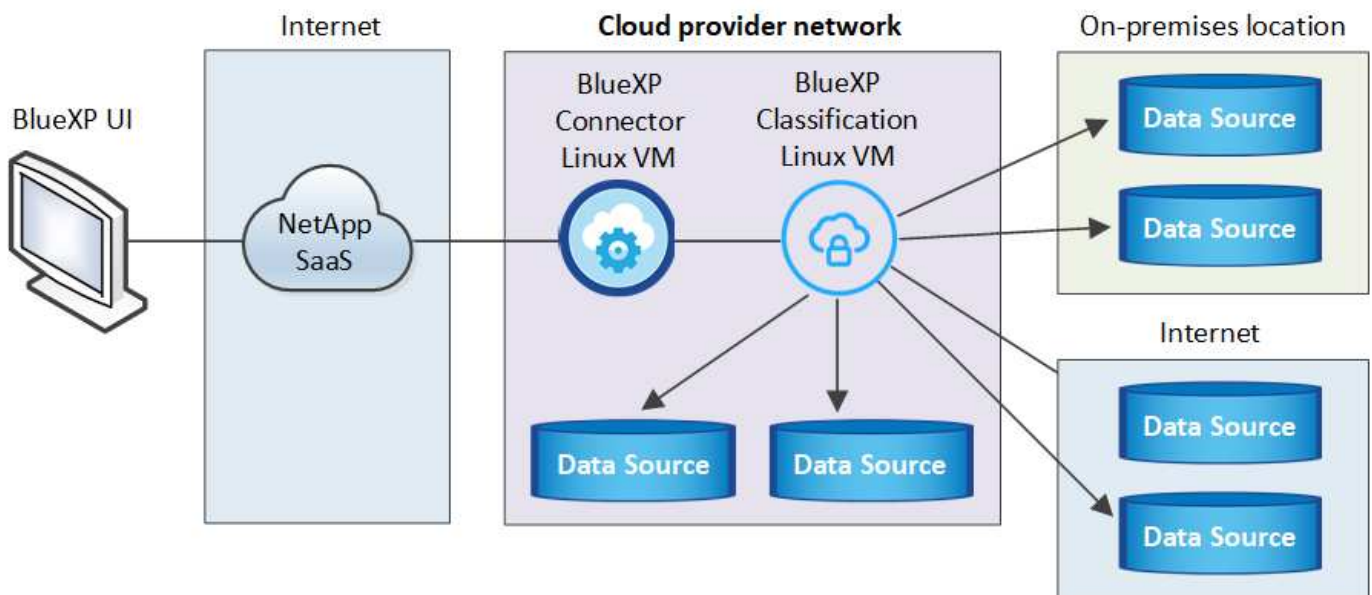 Internet
Cloud provider network
On-premises location
BlueXP UI
NetApp
SaaS
BlueXP
Connector
Linux VM
BlueXP
Classification
Linux VM
Data Source
Data Source
Data Source
Data Source
Internet
Data Source
Data Source